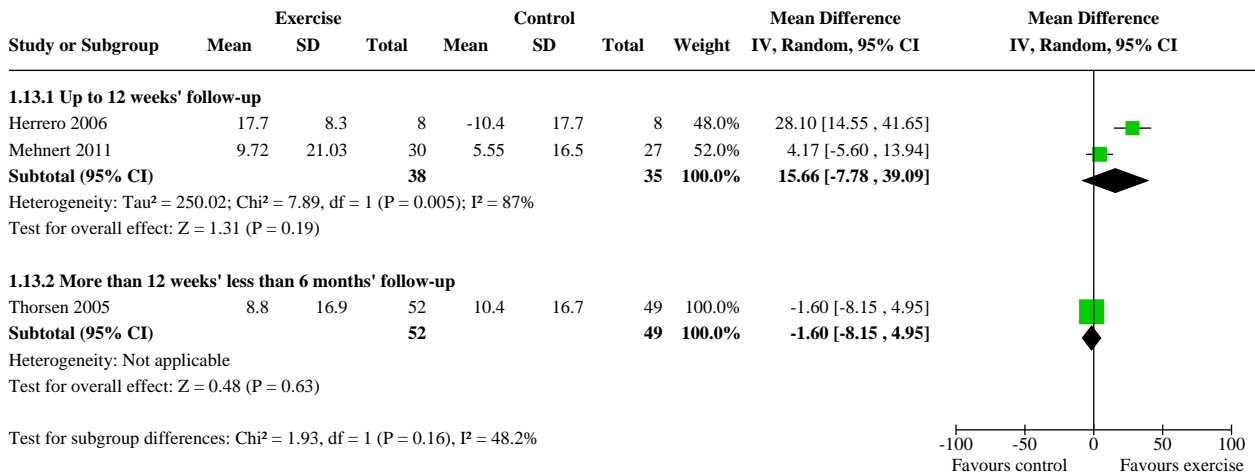 Exercise Control Mean Difference Mean Difference
Study or Subgroup Mean SD Total Mean SD Total Weight IV, Random, 95% CI IV, Random, 95% CI
1.13.1 Up to 12 weeks' follow-up
Herrero 2006 17.7 8.3 8 -10.4 17.7 8 48.0% 28.10 [14.55 , 41.65]
Mehnert 2011 9.72 21.03 30 5.55 16.5 27 52.0% 4.17 [-5.60 , 13.94]
Subtotal (95% CI) 38 35 100.0% 15.66 [-7.78 , 39.09]
Heterogeneity: Tau² = 250.02; Chi² = 7.89, df = 1 (P = 0.005); I² = 87%
Test for overall effect: Z = 1.31 (P = 0.19)
1.13.2 More than 12 weeks' less than 6 months' follow-up
Thorsen 2005 8.8 16.9 52 10.4 16.7 49 100.0% -1.60 [-8.15 , 4.95]
Subtotal (95% CI) 52 49 100.0% -1.60 [-8.15 , 4.95]
Heterogeneity: Not applicable
Test for overall effect: Z = 0.48 (P = 0.63)
Test for subgroup differences: Chi² = 1.93, df = 1 (P = 0.16), I² = 48.2%
-100 -50 0 50 100
Favours control Favours exercise